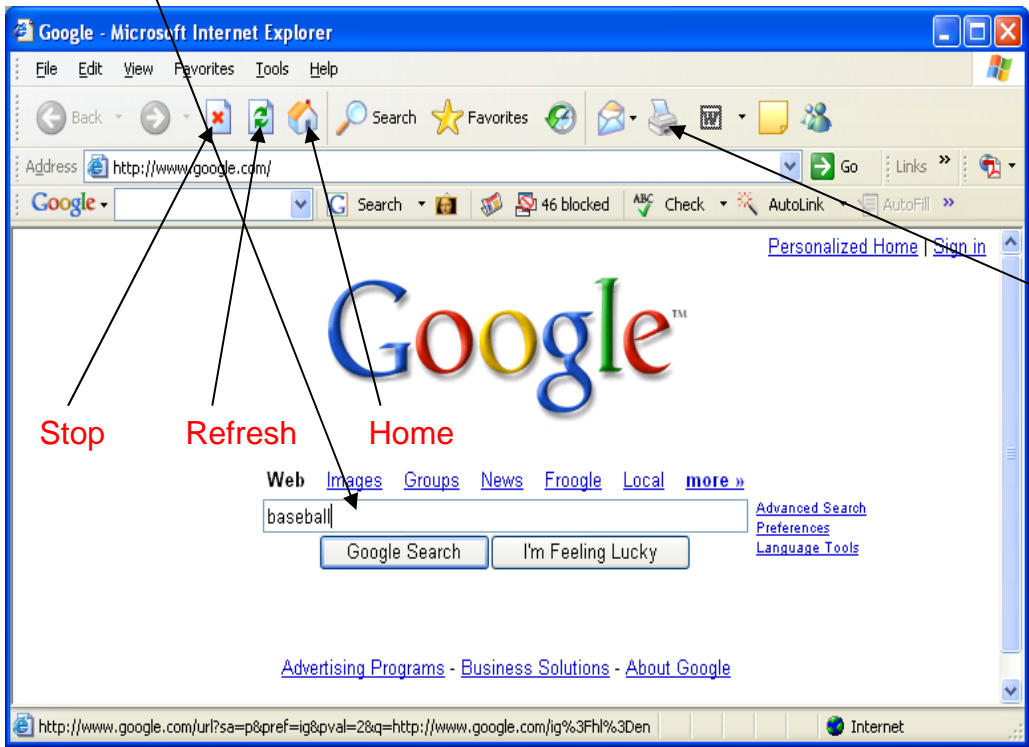 Google - Microsoft Internet Explorer
File Edit View Favorites Tools Help
Back Search Favorites W
Address http://www.google.com/ Go Links »
Google G Search 46 blocked ABC Check AutoLink AutoFill »
Personalized Home | Sign in
Google™
Stop Refresh Home
Web Images Groups News Froogle Local more »
baseball
Advanced Search
Preferences
Language Tools
Google Search I'm Feeling Lucky
Advertising Programs - Business Solutions - About Google
http://www.google.com/url?sa=p&pref=ig&pval=2&q=http://www.google.com/ig%3Fhl%3Den Internet